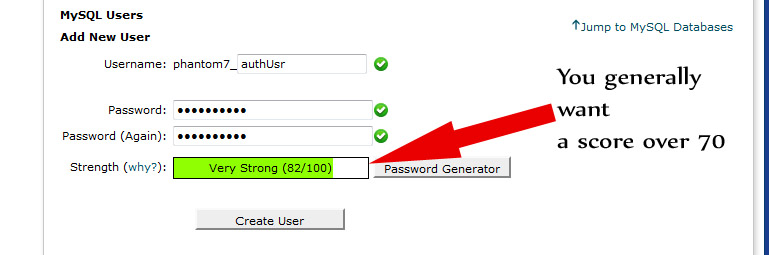 MySQL Users
↑Jump to MySQL Databases
Add New User
Username: phantom7_ authUsr
Password: ••••••••••
Password (Again): ••••••••••
Strength (why?): Very Strong (82/100) Password Generator
Create User
You generally
want
a score over 70